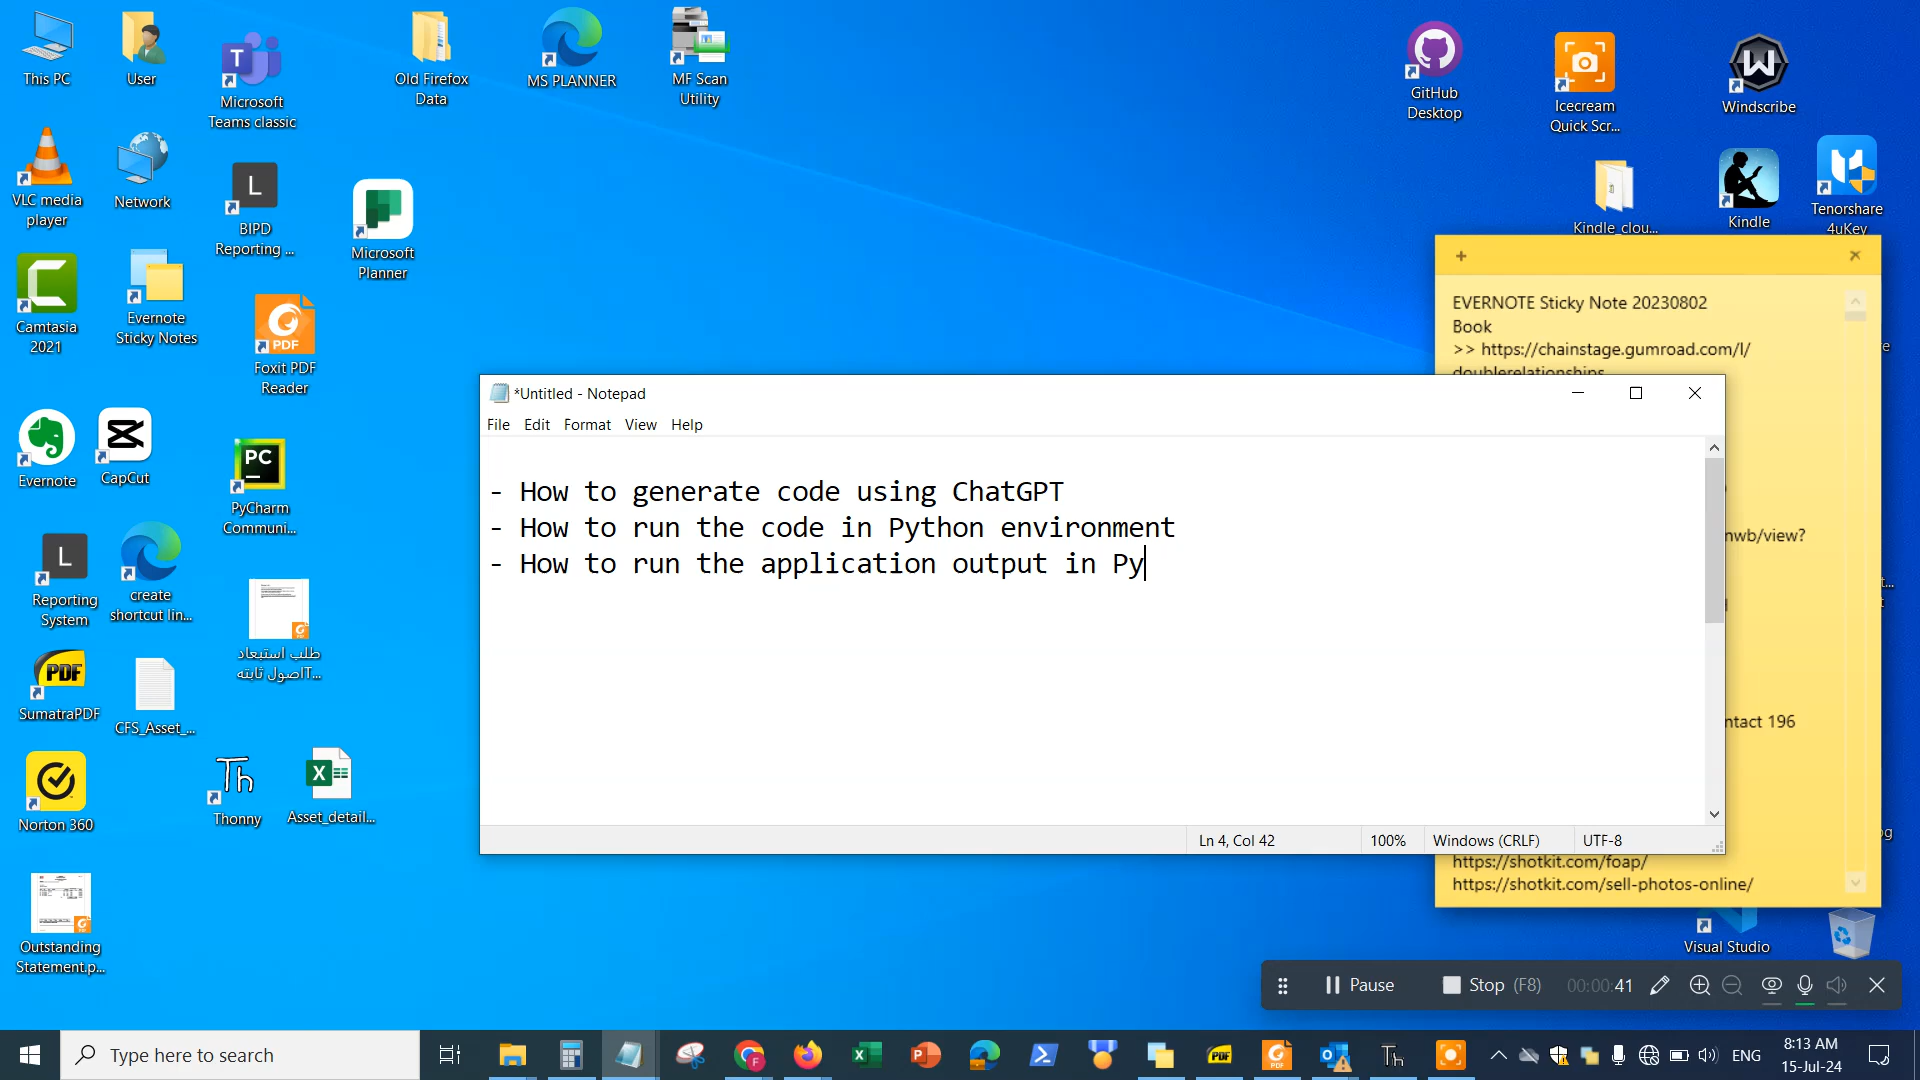 This PC
User
Microsoft
Teams classic
Old Firefox
Data
MS PLANNER
MF Scan
Utility
GitHub
Desktop
Icecream
Quick Scr...
Windscribe
VLC media
player
Network
L
BIPD
Reporting ...
Microsoft
Planner
Kindle_clou...
Kindle
Tenorshare
4uKey
Camtasia
2021
Evernote
Sticky Notes
PDF
Foxit PDF
Reader
EVERNOTE Sticky Note 20230802
Book
>> https://chainstage.gumroad.com/l/
doublerelationships
*Untitled - Notepad
File Edit Format View Help
- How to generate code using ChatGPT
- How to run the code in Python environment
- How to run the application output in Py
Ln 4, Col 42
100%
Windows (CRLF)
UTF-8
nwb/view?
ntact 196
https://shotkit.com/foap/
https://shotkit.com/sell-photos-online/
Evernote
CapCut
PC
PyCharm
Communi...
L
Reporting
System
create
shortcut lin...
طلب استبعاد
اصول ثابتهT...
PDF
SumatraPDF
CFS_Asset_...
Norton 360
Th
Thonny
Asset_detail...
Outstanding
Statement.p...
Visual Studio
Pause
Stop (F8)
00:00:41
Type here to search
ENG
8:13 AM
15-Jul-24